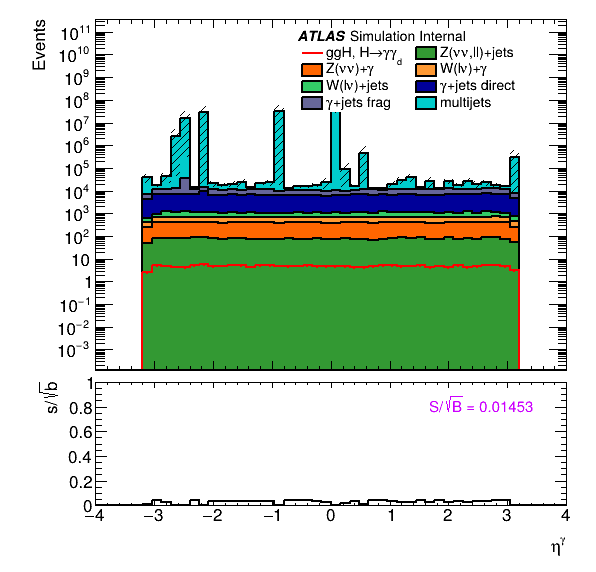 Events
ATLAS Simulation Internal
ggH, H→γγ_d
Z(νν,ll)+jets
Z(νν)+γ
W(lν)+γ
W(lν)+jets
γ+jets direct
γ+jets frag
multijets
10¹¹
10¹⁰
10⁹
10⁸
10⁷
10⁶
10⁵
10⁴
10³
10²
10
1
10⁻¹
10⁻²
10⁻³
s/√b
S/√B = 0.01453
1
0.8
0.6
0.4
0.2
0
−4 −3 −2 −1 0 1 2 3 4
η^γ